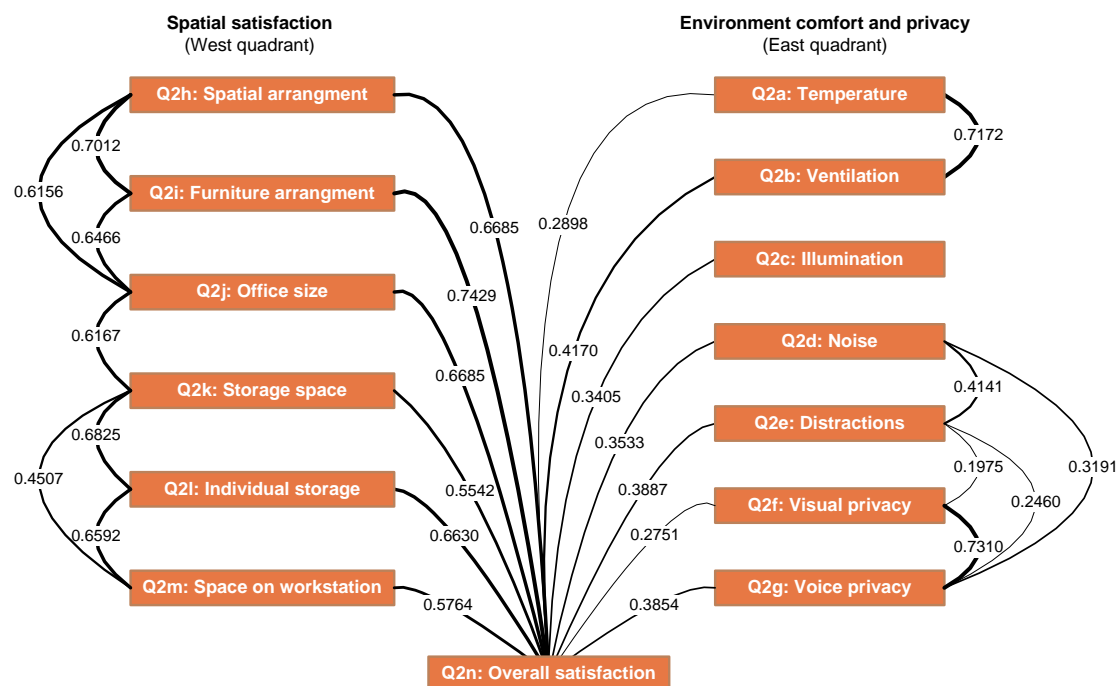 Spatial satisfaction
(West quadrant)
Environment comfort and privacy
(East quadrant)
Q2h: Spatial arrangment
Q2a: Temperature
0.7012
0.7172
Q2i: Furniture arrangment
Q2b: Ventilation
0.6156
0.6685
0.2898
0.6466
Q2j: Office size
Q2c: Illumination
0.7429
0.6167
0.4170
Q2d: Noise
0.6685
0.3405
Q2k: Storage space
0.4141
0.6825
Q2e: Distractions
0.3533
0.4507
0.1975
0.3191
Q2l: Individual storage
0.5542
0.3887
Q2f: Visual privacy
0.2460
0.6592
0.6630
0.2751
0.7310
Q2m: Space on workstation
Q2g: Voice privacy
0.5764
0.3854
Q2n: Overall satisfaction